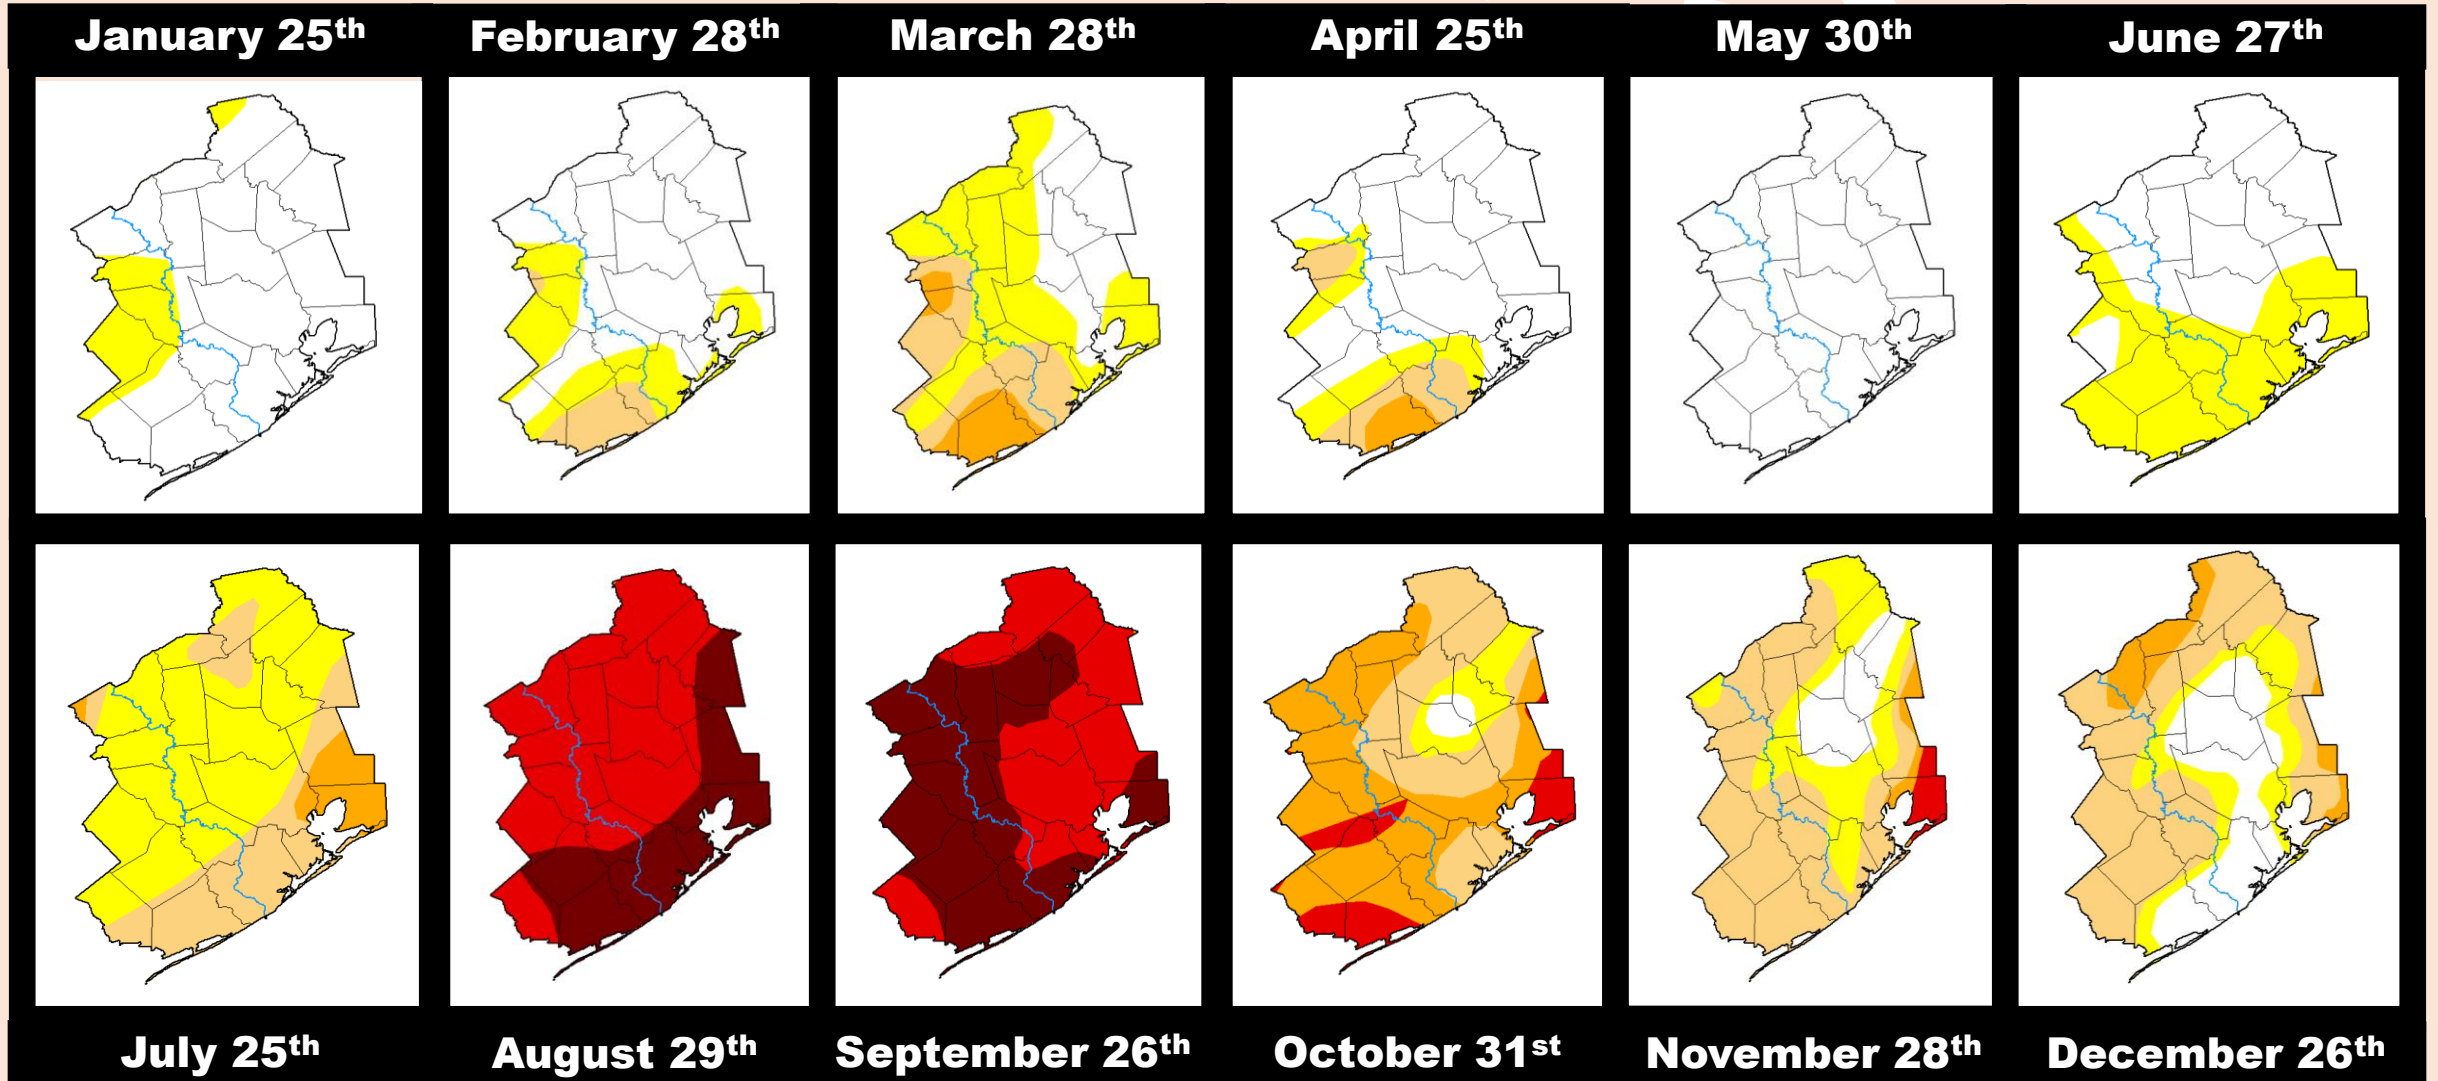 January 25th
February 28th
March 28th
April 25th
May 30th
June 27th
July 25th
August 29th
September 26th
October 31st
November 28th
December 26th